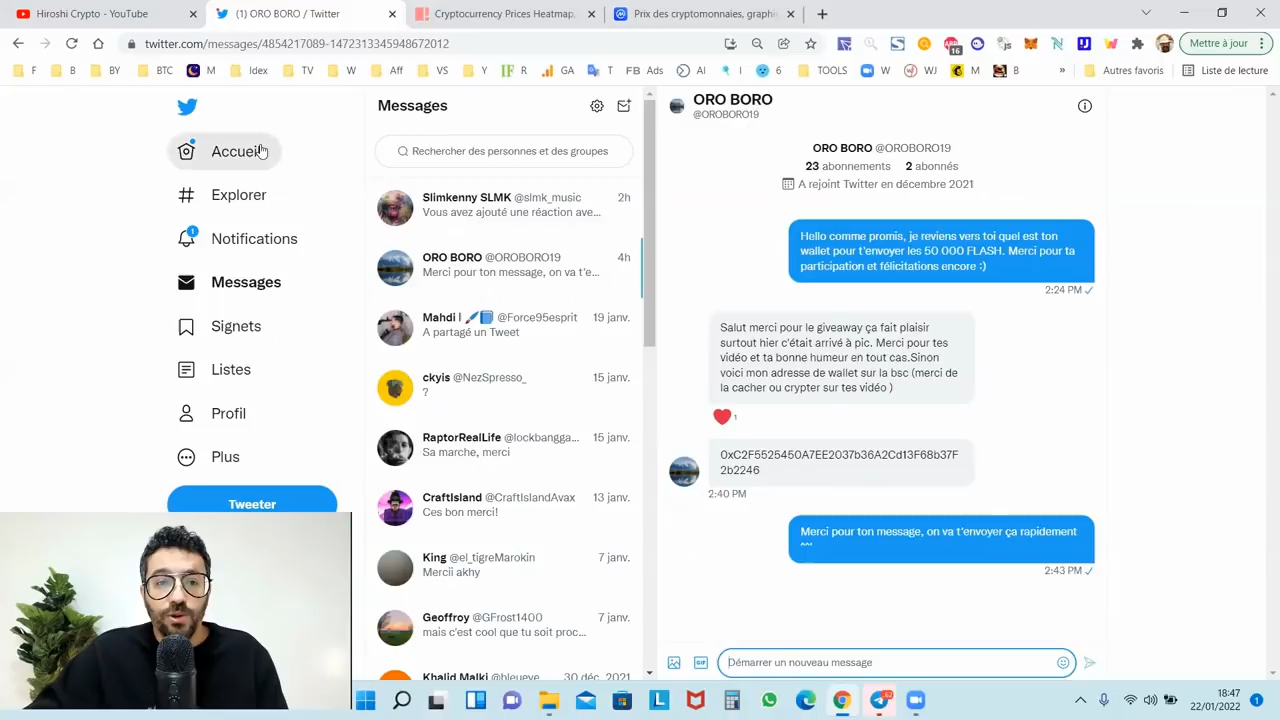 Hiroshi Crypto - YouTube
(1) ORO BORO / Twitter
Cryptocurrency Prices Heatmap,
Prix des cryptomonnaies, graphi
twitter.com/messages/4854217089-1472313345948672012
16
Mettre à jour
F
B
BY
BTC
M
Idex
TV
W
Aff
VS
Y
R
GA
T
FB Ads
AI
I
6
TOOLS
W
WJ
M
B
»
Autres favoris
Liste de lecture
Accueil
Explorer
1
Notifications
Messages
Signets
Listes
Profil
Plus
Tweeter
Messages
Rechercher des personnes et des groupes
Slimkenny SLMK @slmk_music 2h
Vous avez ajouté une réaction ave...
ORO BORO @OROBORO19 4h
Merci pour ton message, on va t'e...
Mahdi | @Force95esprit 19 janv.
A partagé un Tweet
ckyis @NezSpresso_ 15 janv.
?
RaptorRealLife @lockbangga... 15 janv.
Sa marche, merci
CraftIsland @CraftIslandAvax 13 janv.
Ces bon merci!
King @el_tigreMarokin 7 janv.
Mercii akhy
Geoffroy @GFrost1400 7 janv.
mais c'est cool que tu soit proc...
Khalid Malki 30 déc. 2021
ORO BORO
@OROBORO19
ORO BORO @OROBORO19
23 abonnements 2 abonnés
A rejoint Twitter en décembre 2021
Hello comme promis, je reviens vers toi quel est ton
wallet pour t'envoyer les 50 000 FLASH. Merci pour ta
participation et félicitations encore :)
2:24 PM
Salut merci pour le giveaway ça fait plaisir
surtout hier c'était arrivé à pic. Merci pour tes
vidéo et ta bonne humeur en tout cas.Sinon
voici mon adresse de wallet sur la bsc (merci de
la cacher ou crypter sur tes vidéo )
1
0xC2F5525450A7EE2037b36A2Cd13F68b37F
2b2246
2:40 PM
Merci pour ton message, on va t'envoyer ça rapidement
^^!
2:43 PM
GIF
Démarrer un nouveau message
18:47
22/01/2022
1